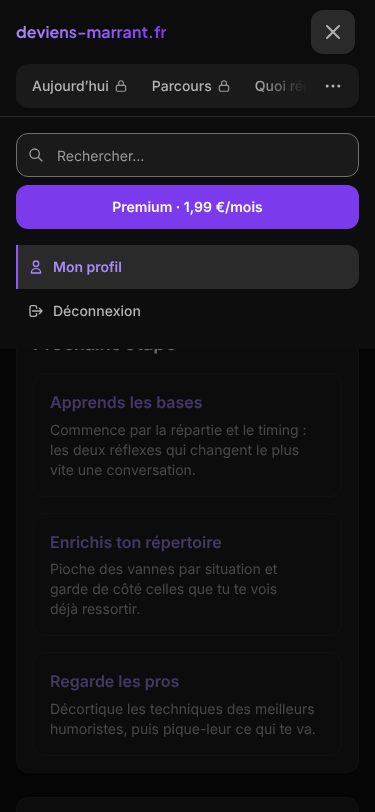 deviens-marrant.fr
Aujourd'hui
Parcours
Quoi
Rechercher...
Premium · 1,99 €/mois
Mon profil
Déconnexion
Prochaine étape
Apprends les bases
Commence par la répartie et le timing :
les deux réflexes qui changent le plus
vite une conversation.
Enrichis ton répertoire
Pioche des vannes par situation et
garde de côté celles que tu te vois
déjà ressortir.
Regarde les pros
Décortique les techniques des meilleurs
humoristes, puis pique-leur ce qui te va.